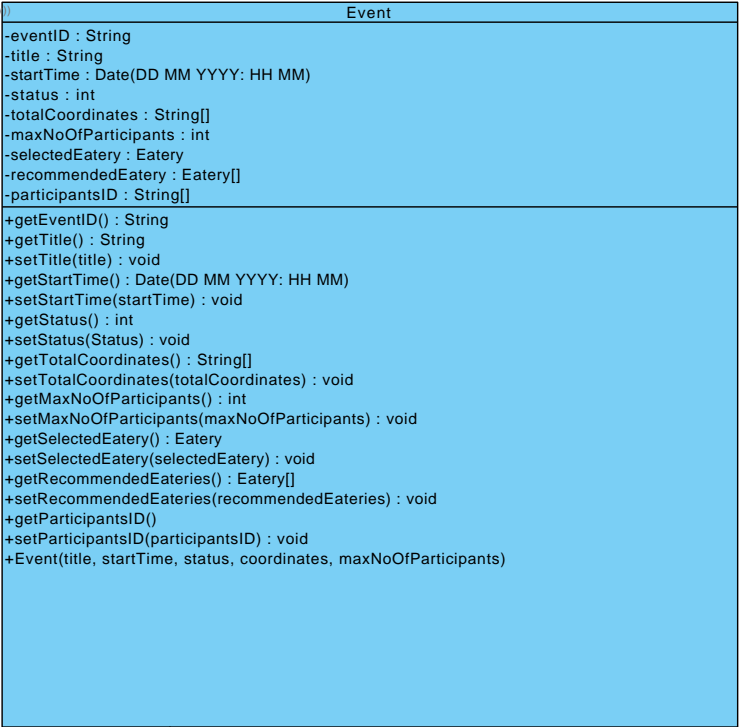 Event
-eventID : String
-title : String
-startTime : Date(DD MM YYYY: HH MM)
-status : int
-totalCoordinates : String[]
-maxNoOfParticipants : int
-selectedEatery : Eatery
-recommendedEatery : Eatery[]
-participantsID : String[]
+getEventID() : String
+getTitle() : String
+setTitle(title) : void
+getStartTime() : Date(DD MM YYYY: HH MM)
+setStartTime(startTime) : void
+getStatus() : int
+setStatus(Status) : void
+getTotalCoordinates() : String[]
+setTotalCoordinates(totalCoordinates) : void
+getMaxNoOfParticipants() : int
+setMaxNoOfParticipants(maxNoOfParticipants) : void
+getSelectedEatery() : Eatery
+setSelectedEatery(selectedEatery) : void
+getRecommendedEateries() : Eatery[]
+setRecommendedEateries(recommendedEateries) : void
+getParticipantsID()
+setParticipantsID(participantsID) : void
+Event(title, startTime, status, coordinates, maxNoOfParticipants)